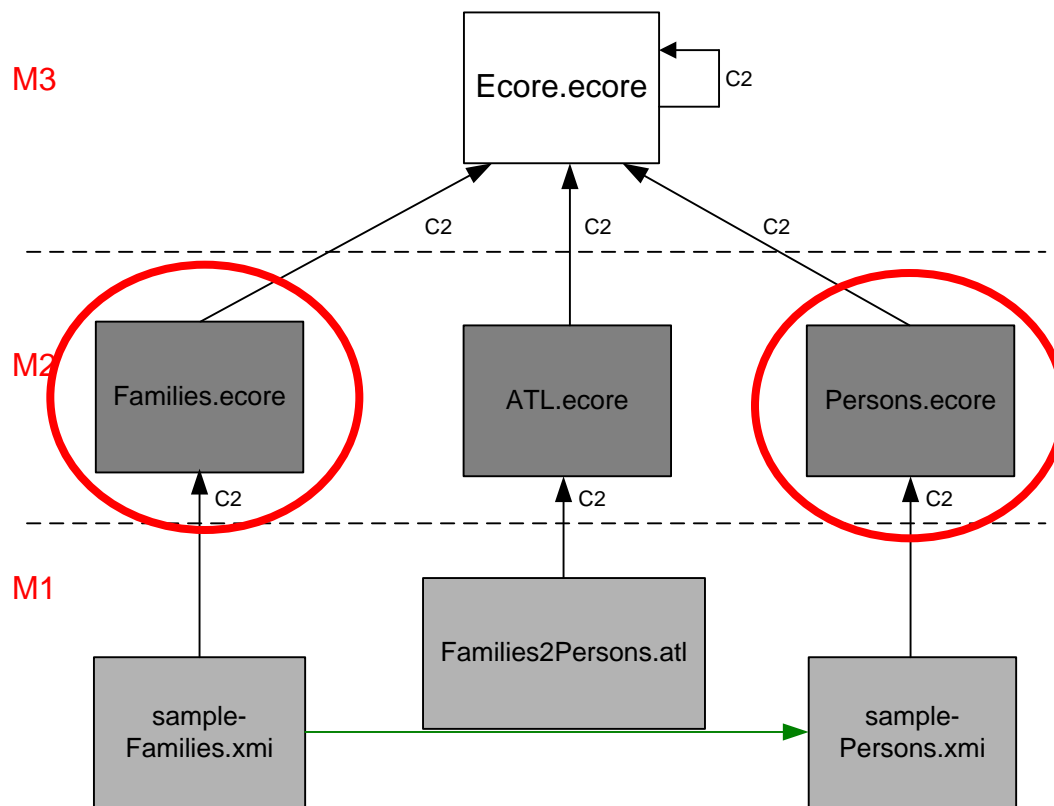 M3
Ecore.ecore
C2
C2
C2
C2
M2
Families.ecore
ATL.ecore
Persons.ecore
C2
C2
C2
M1
Families2Persons.atl
sample-
Families.xmi
sample-
Persons.xmi